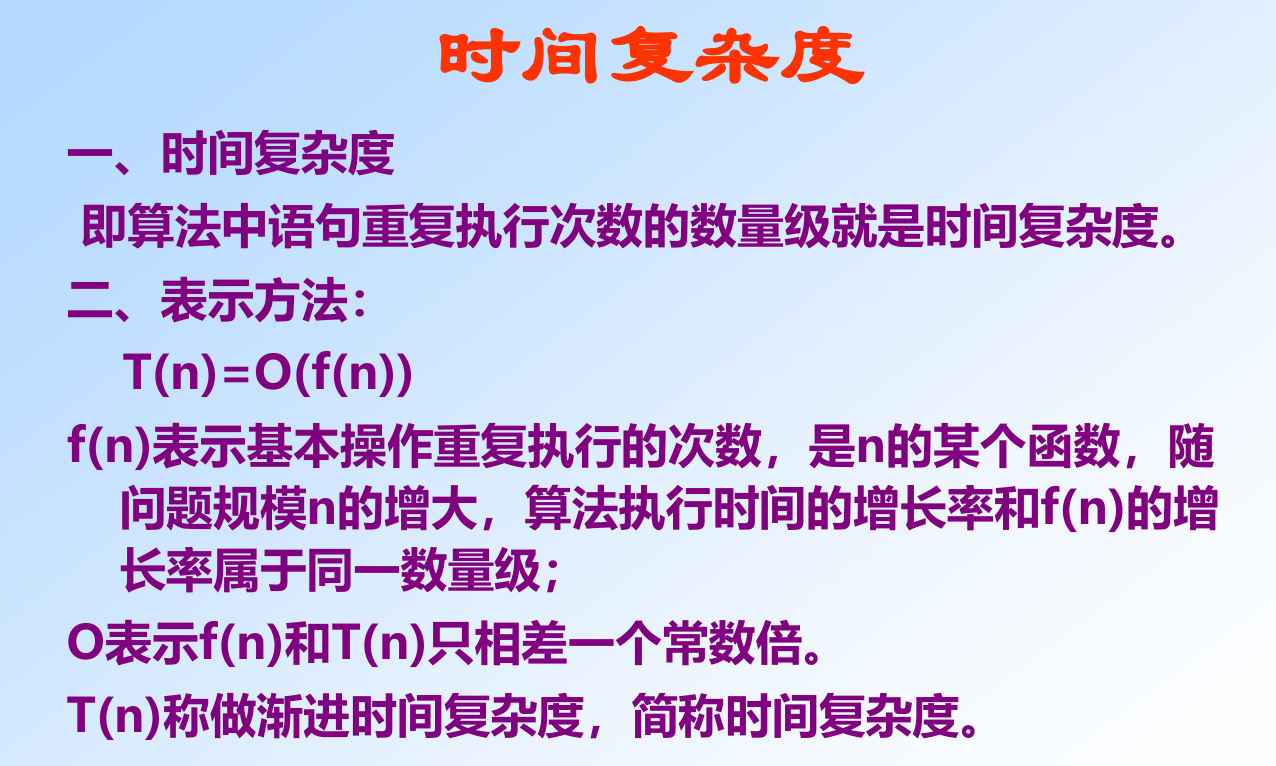 时间复杂度
一、时间复杂度
即算法中语句重复执行次数的数量级就是时间复杂度。
二、表示方法：
T(n)=O(f(n))
f(n)表示基本操作重复执行的次数，是n的某个函数，随
问题规模n的增大，算法执行时间的增长率和f(n)的增
长率属于同一数量级；
O表示f(n)和T(n)只相差一个常数倍。
T(n)称做渐进时间复杂度，简称时间复杂度。